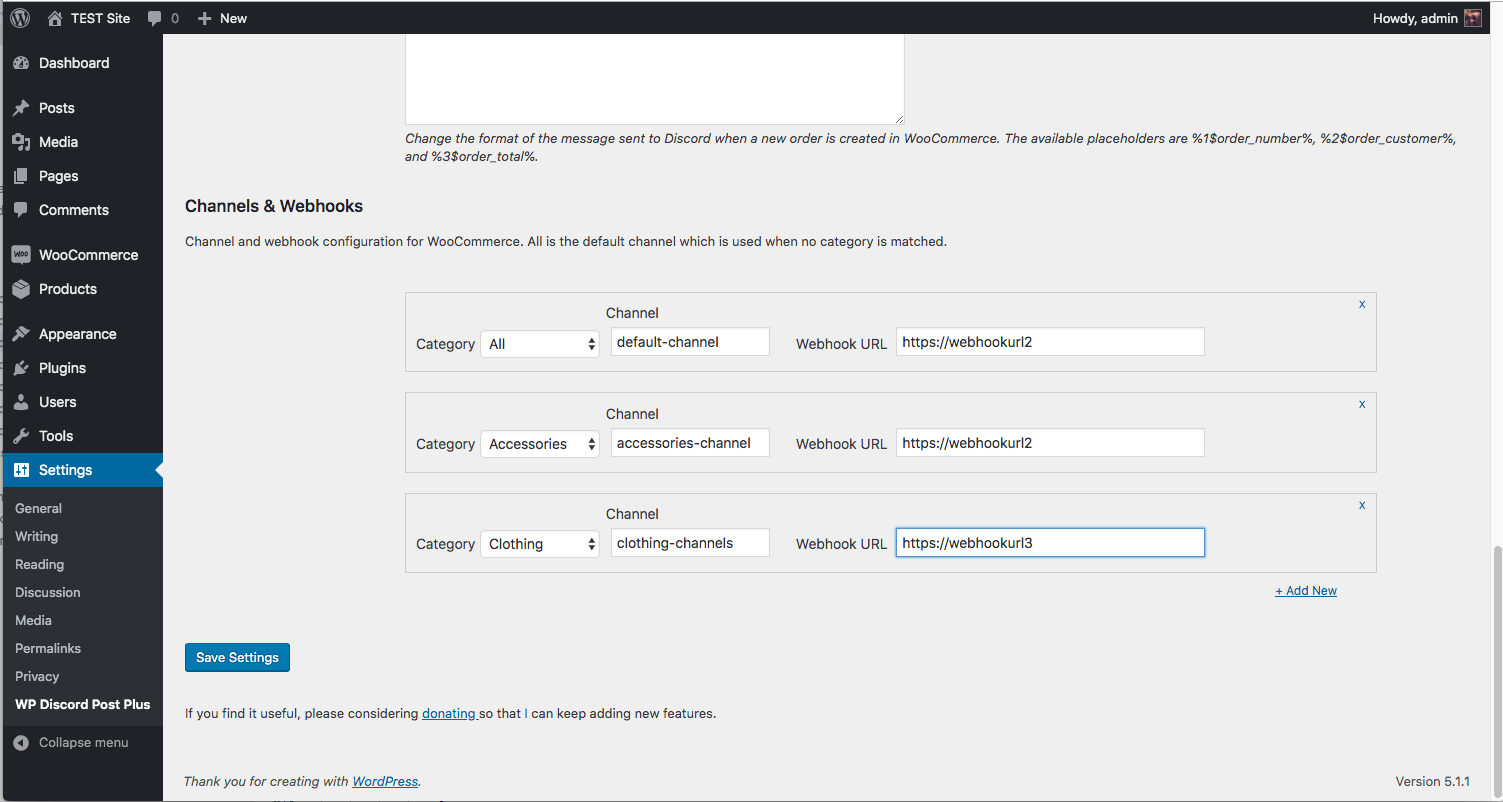 TEST Site 0 New Howdy, admin
Dashboard
Posts
Media
Pages
Comments
WOO WooCommerce
Products
Appearance
Plugins
Users
Tools
Settings
General
Writing
Reading
Discussion
Media
Permalinks
Privacy
WP Discord Post Plus
Collapse menu
Change the format of the message sent to Discord when a new order is created in WooCommerce. The available placeholders are %1$order_number%, %2$order_customer%,
and %3$order_total%.
Channels & Webhooks
Channel and webhook configuration for WooCommerce. All is the default channel which is used when no category is matched.
x
Channel
Category All default-channel Webhook URL https://webhookurl2
x
Channel
Category Accessories accessories-channel Webhook URL https://webhookurl2
x
Channel
Category Clothing clothing-channels Webhook URL https://webhookurl3
+ Add New
Save Settings
If you find it useful, please considering donating so that I can keep adding new features.
Thank you for creating with WordPress. Version 5.1.1